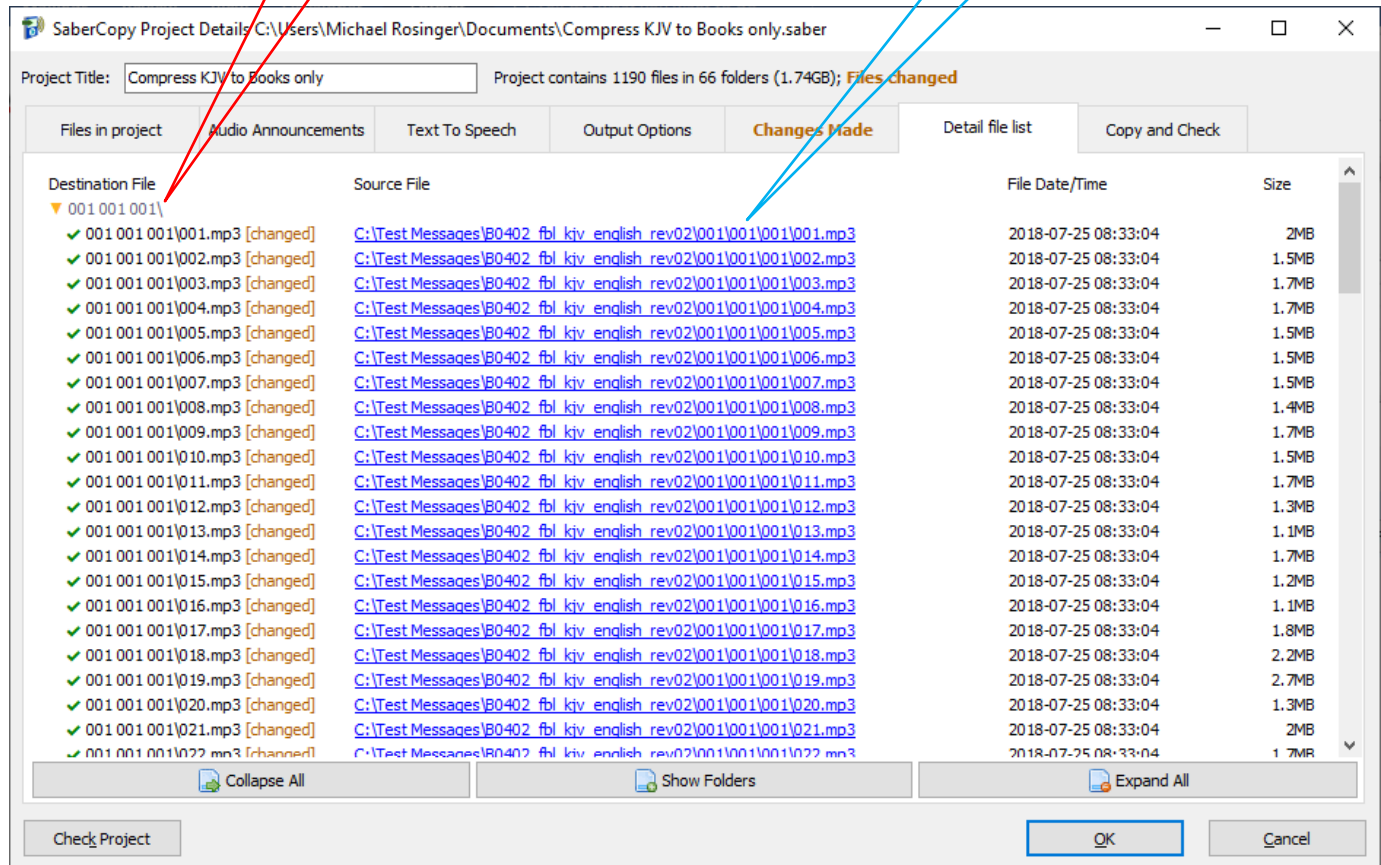 SaberCopy Project Details C:\Users\Michael Rosinger\Documents\Compress KJV to Books only.saber
Project Title: Compress KJV to Books only Project contains 1190 files in 66 folders (1.74GB); Files changed
Files in project Audio Announcements Text To Speech Output Options Changes Made Detail file list Copy and Check
Destination File Source File File Date/Time Size
001 001 001\
001 001 001\001.mp3 [changed] C:\Test Messages\B0402_fbl_kjv_english_rev02\001\001\001\001.mp3 2018-07-25 08:33:04 2MB
001 001 001\002.mp3 [changed] C:\Test Messages\B0402_fbl_kjv_english_rev02\001\001\001\002.mp3 2018-07-25 08:33:04 1.5MB
001 001 001\003.mp3 [changed] C:\Test Messages\B0402_fbl_kjv_english_rev02\001\001\001\003.mp3 2018-07-25 08:33:04 1.7MB
001 001 001\004.mp3 [changed] C:\Test Messages\B0402_fbl_kjv_english_rev02\001\001\001\004.mp3 2018-07-25 08:33:04 1.7MB
001 001 001\005.mp3 [changed] C:\Test Messages\B0402_fbl_kjv_english_rev02\001\001\001\005.mp3 2018-07-25 08:33:04 1.5MB
001 001 001\006.mp3 [changed] C:\Test Messages\B0402_fbl_kjv_english_rev02\001\001\001\006.mp3 2018-07-25 08:33:04 1.5MB
001 001 001\007.mp3 [changed] C:\Test Messages\B0402_fbl_kjv_english_rev02\001\001\001\007.mp3 2018-07-25 08:33:04 1.5MB
001 001 001\008.mp3 [changed] C:\Test Messages\B0402_fbl_kjv_english_rev02\001\001\001\008.mp3 2018-07-25 08:33:04 1.4MB
001 001 001\009.mp3 [changed] C:\Test Messages\B0402_fbl_kjv_english_rev02\001\001\001\009.mp3 2018-07-25 08:33:04 1.7MB
001 001 001\010.mp3 [changed] C:\Test Messages\B0402_fbl_kjv_english_rev02\001\001\001\010.mp3 2018-07-25 08:33:04 1.5MB
001 001 001\011.mp3 [changed] C:\Test Messages\B0402_fbl_kjv_english_rev02\001\001\001\011.mp3 2018-07-25 08:33:04 1.7MB
001 001 001\012.mp3 [changed] C:\Test Messages\B0402_fbl_kjv_english_rev02\001\001\001\012.mp3 2018-07-25 08:33:04 1.3MB
001 001 001\013.mp3 [changed] C:\Test Messages\B0402_fbl_kjv_english_rev02\001\001\001\013.mp3 2018-07-25 08:33:04 1.1MB
001 001 001\014.mp3 [changed] C:\Test Messages\B0402_fbl_kjv_english_rev02\001\001\001\014.mp3 2018-07-25 08:33:04 1.7MB
001 001 001\015.mp3 [changed] C:\Test Messages\B0402_fbl_kjv_english_rev02\001\001\001\015.mp3 2018-07-25 08:33:04 1.2MB
001 001 001\016.mp3 [changed] C:\Test Messages\B0402_fbl_kjv_english_rev02\001\001\001\016.mp3 2018-07-25 08:33:04 1.1MB
001 001 001\017.mp3 [changed] C:\Test Messages\B0402_fbl_kjv_english_rev02\001\001\001\017.mp3 2018-07-25 08:33:04 1.8MB
001 001 001\018.mp3 [changed] C:\Test Messages\B0402_fbl_kjv_english_rev02\001\001\001\018.mp3 2018-07-25 08:33:04 2.2MB
001 001 001\019.mp3 [changed] C:\Test Messages\B0402_fbl_kjv_english_rev02\001\001\001\019.mp3 2018-07-25 08:33:04 2.7MB
001 001 001\020.mp3 [changed] C:\Test Messages\B0402_fbl_kjv_english_rev02\001\001\001\020.mp3 2018-07-25 08:33:04 1.3MB
001 001 001\021.mp3 [changed] C:\Test Messages\B0402_fbl_kjv_english_rev02\001\001\001\021.mp3 2018-07-25 08:33:04 2MB
001 001 001\022.mp3 [changed] C:\Test Messages\B0402_fbl_kjv_english_rev02\001\001\001\022.mp3 2018-07-25 08:33:04 1.7MB
Collapse All Show Folders Expand All
Check Project OK Cancel